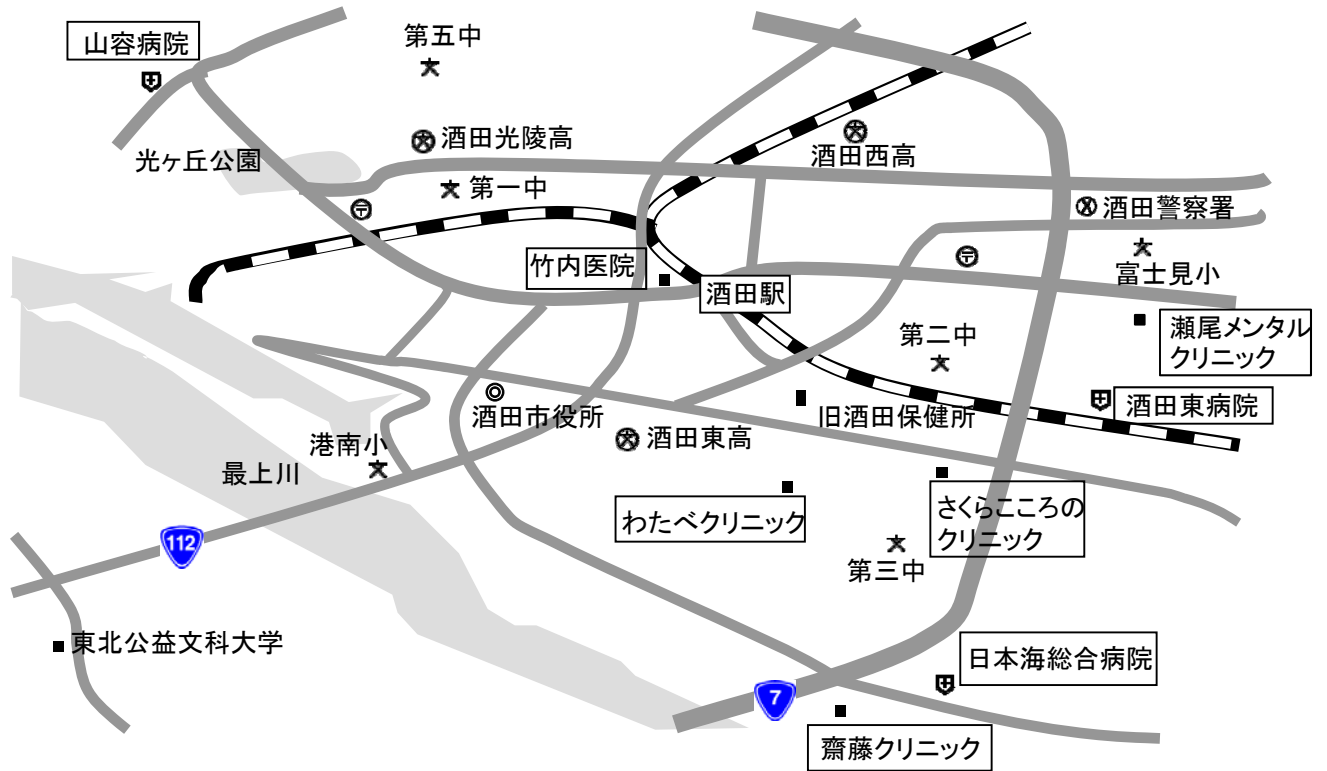 山容病院
第五中
酒田光陵高
酒田西高
光ヶ丘公園
第一中
酒田警察署
富士見小
竹内医院
酒田駅
瀬尾メンタル
クリニック
第二中
酒田市役所
旧酒田保健所
酒田東病院
港南小
酒田東高
最上川
わたべクリニック
さくらこころの
クリニック
112
第三中
東北公益文科大学
日本海総合病院
7
齋藤クリニック